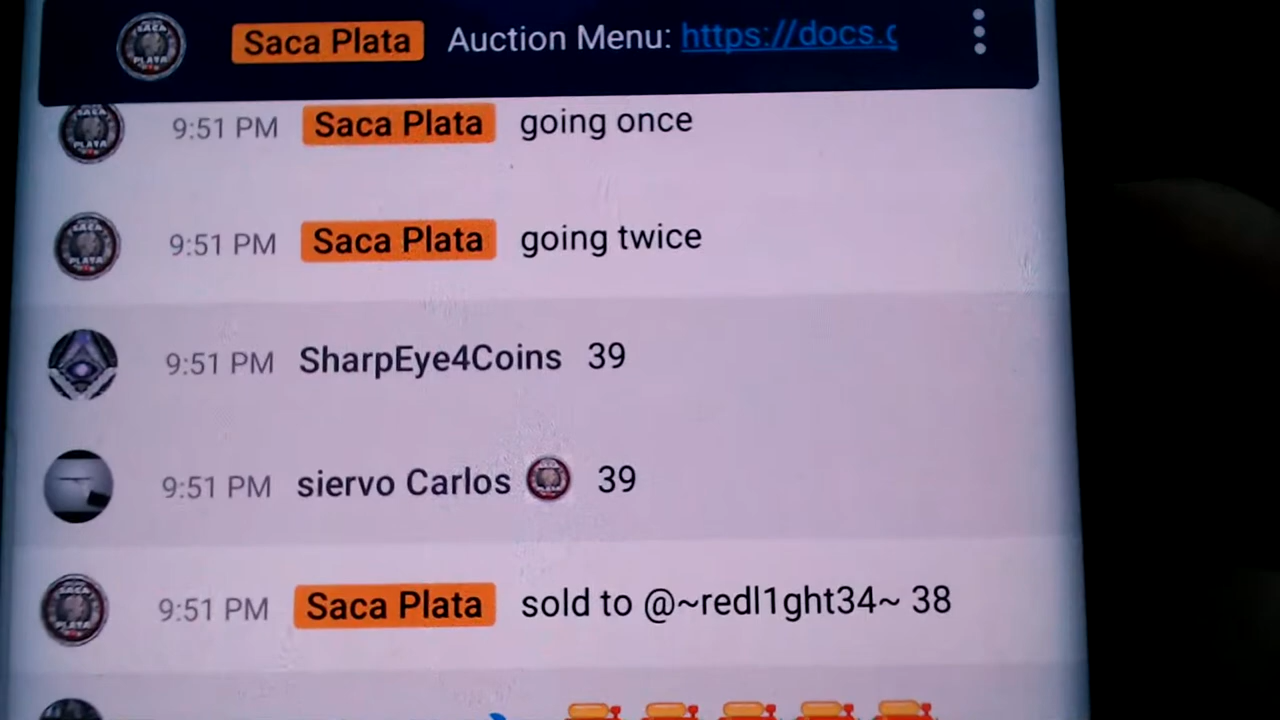 Saca Plata Auction Menu: https://docs.
9:51 PM Saca Plata going once
9:51 PM Saca Plata going twice
9:51 PM SharpEye4Coins 39
9:51 PM siervo Carlos 39
9:51 PM Saca Plata sold to @~redl1ght34~ 38